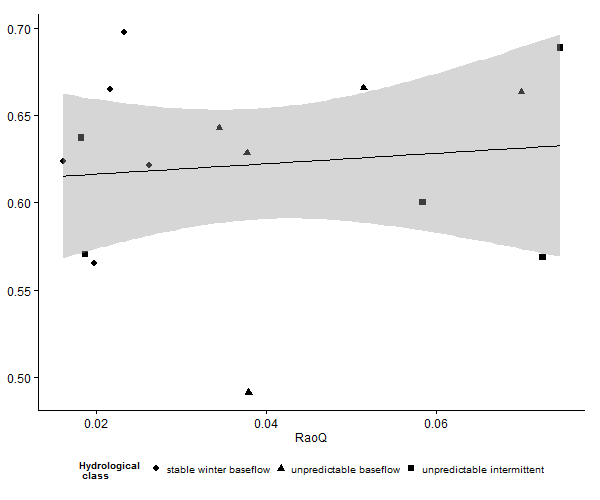 0.70
0.65
0.60
0.55
0.50
0.02 0.04 0.06
RaoQ
Hydrological
class
stable winter baseflow unpredictable baseflow unpredictable intermittent